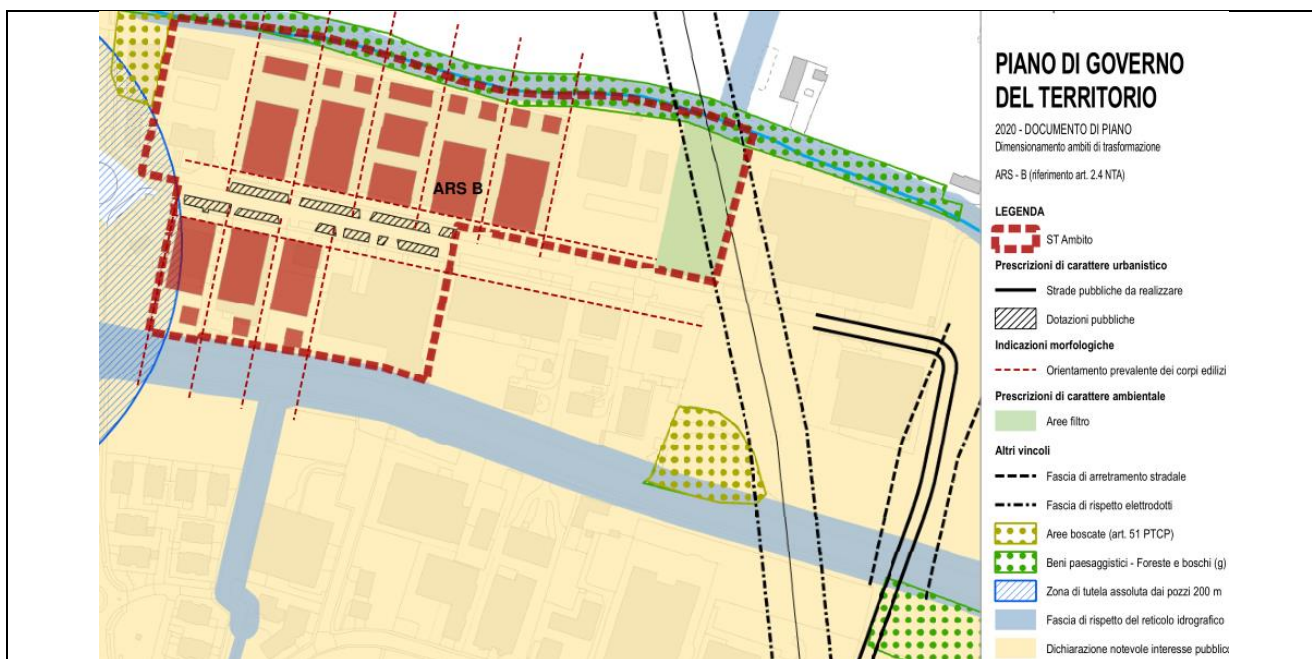 ARS B
PIANO DI GOVERNO
DEL TERRITORIO
2020 - DOCUMENTO DI PIANO
Dimensionamento ambiti di trasformazione
ARS - B (riferimento art. 2.4 NTA)
LEGENDA
ST Ambito
Prescrizioni di carattere urbanistico
Strade pubbliche da realizzare
Dotazioni pubbliche
Indicazioni morfologiche
Orientamento prevalente dei corpi edilizi
Prescrizioni di carattere ambientale
Aree filtro
Altri vincoli
Fascia di arretramento stradale
Fascia di rispetto elettrodotti
Aree boscate (art. 51 PTCP)
Beni paesaggistici - Foreste e boschi (g)
Zona di tutela assoluta dai pozzi 200 m
Fascia di rispetto del reticolo idrografico
Dichiarazione notevole interesse pubblic